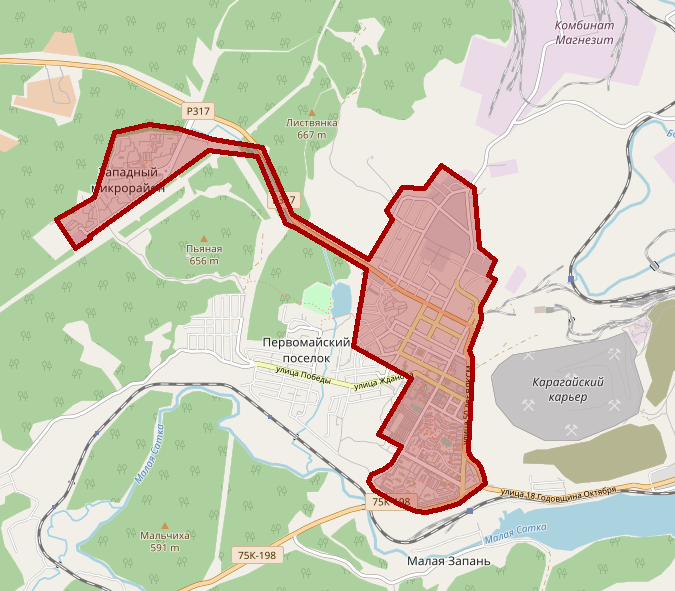 Комбинат
Магнезит
Р317
Листвянка
667 m
Западный
микрорайон
Пьяная
656 m
Первомайский
поселок
улица Победы
улица Жданова
Карагайский
карьер
Малая Сатка
75К-198
улица 18 Годовщина Октября
Мальчиха
591 m
75К-198
Малая Сатка
Малая Запань